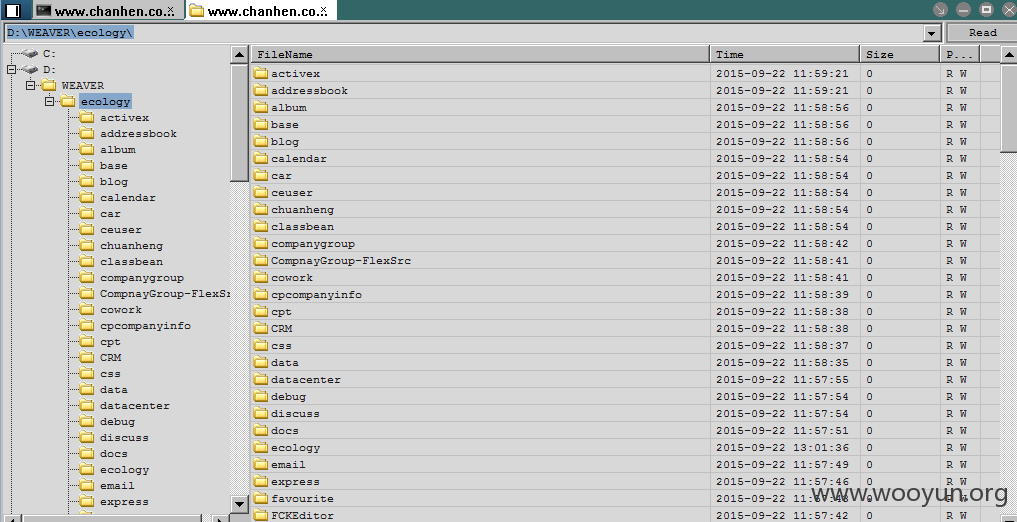 www.chanhen.co.x www.chanhen.co.x
D:\WEAVER\ecology\ Read
C:
D:
WEAVER
ecology
activex
addressbook
album
base
blog
calendar
car
ceuser
chuanheng
classbean
companygroup
CompnayGroup-FlexSr
cowork
cpcompanyinfo
cpt
CRM
css
data
datacenter
debug
discuss
docs
ecology
email
express
FileName Time Size P...
activex 2015-09-22 11:59:21 0 R W
addressbook 2015-09-22 11:59:21 0 R W
album 2015-09-22 11:58:56 0 R W
base 2015-09-22 11:58:56 0 R W
blog 2015-09-22 11:58:56 0 R W
calendar 2015-09-22 11:58:54 0 R W
car 2015-09-22 11:58:54 0 R W
ceuser 2015-09-22 11:58:54 0 R W
chuanheng 2015-09-22 11:58:54 0 R W
classbean 2015-09-22 11:58:54 0 R W
companygroup 2015-09-22 11:58:42 0 R W
CompnayGroup-FlexSrc 2015-09-22 11:58:41 0 R W
cowork 2015-09-22 11:58:41 0 R W
cpcompanyinfo 2015-09-22 11:58:39 0 R W
cpt 2015-09-22 11:58:38 0 R W
CRM 2015-09-22 11:58:38 0 R W
css 2015-09-22 11:58:37 0 R W
data 2015-09-22 11:58:35 0 R W
datacenter 2015-09-22 11:57:55 0 R W
debug 2015-09-22 11:57:54 0 R W
discuss 2015-09-22 11:57:54 0 R W
docs 2015-09-22 11:57:51 0 R W
ecology 2015-09-22 13:01:36 0 R W
email 2015-09-22 11:57:49 0 R W
express 2015-09-22 11:57:46 0 R W
favourite 2015-09-22 0 R W
FCKEditor 2015-09-22 11:57:42 0 R W
www.wooyun.org